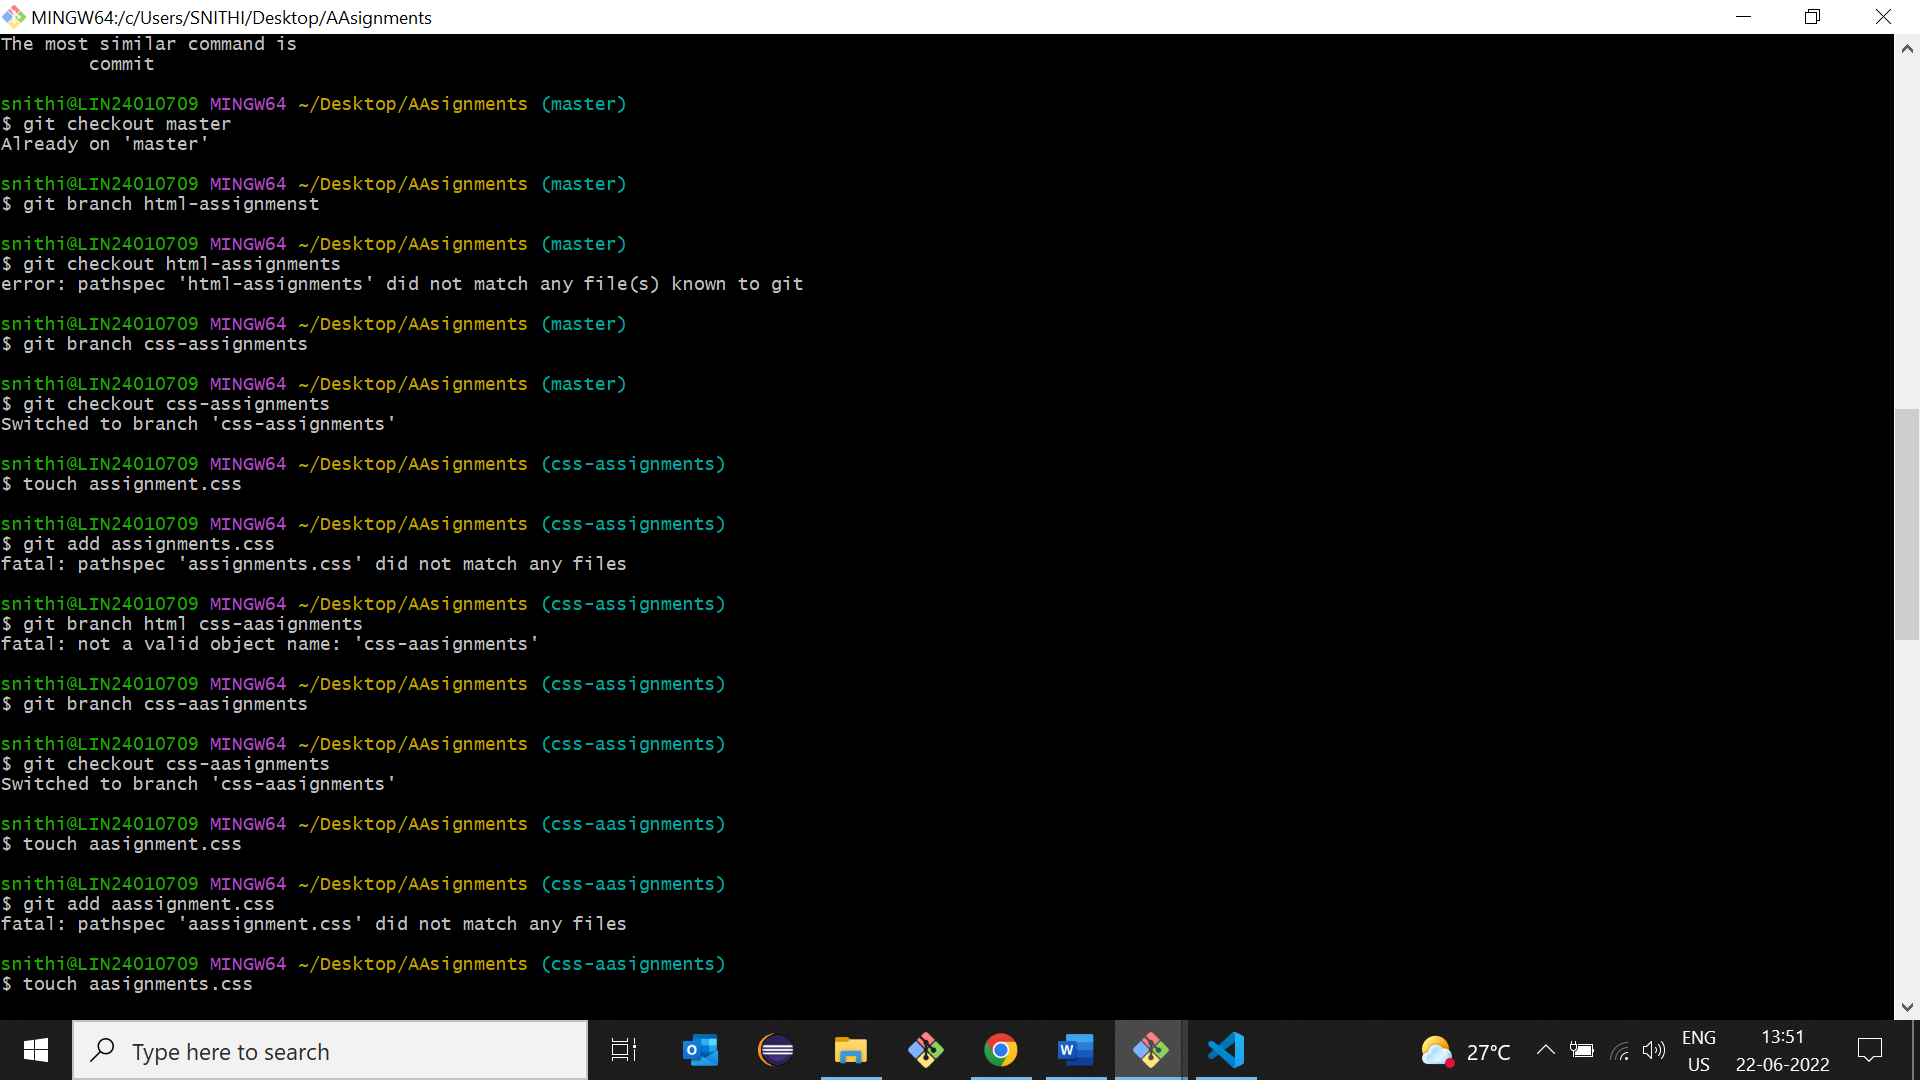 MINGW64:/c/Users/SNITHI/Desktop/AAsignments
The most similar command is
commit
snithi@LIN24010709 MINGW64 ~/Desktop/AAsignments (master)
$ git checkout master
Already on 'master'
snithi@LIN24010709 MINGW64 ~/Desktop/AAsignments (master)
$ git branch html-assignmenst
snithi@LIN24010709 MINGW64 ~/Desktop/AAsignments (master)
$ git checkout html-assignments
error: pathspec 'html-assignments' did not match any file(s) known to git
snithi@LIN24010709 MINGW64 ~/Desktop/AAsignments (master)
$ git branch css-assignments
snithi@LIN24010709 MINGW64 ~/Desktop/AAsignments (master)
$ git checkout css-assignments
Switched to branch 'css-assignments'
snithi@LIN24010709 MINGW64 ~/Desktop/AAsignments (css-assignments)
$ touch assignment.css
snithi@LIN24010709 MINGW64 ~/Desktop/AAsignments (css-assignments)
$ git add assignments.css
fatal: pathspec 'assignments.css' did not match any files
snithi@LIN24010709 MINGW64 ~/Desktop/AAsignments (css-assignments)
$ git branch html css-aasignments
fatal: not a valid object name: 'css-aasignments'
snithi@LIN24010709 MINGW64 ~/Desktop/AAsignments (css-assignments)
$ git branch css-aasignments
snithi@LIN24010709 MINGW64 ~/Desktop/AAsignments (css-assignments)
$ git checkout css-aasignments
Switched to branch 'css-aasignments'
snithi@LIN24010709 MINGW64 ~/Desktop/AAsignments (css-aasignments)
$ touch aasignment.css
snithi@LIN24010709 MINGW64 ~/Desktop/AAsignments (css-aasignments)
$ git add aassignment.css
fatal: pathspec 'aassignment.css' did not match any files
snithi@LIN24010709 MINGW64 ~/Desktop/AAsignments (css-aasignments)
$ touch aasignments.css
Type here to search
27°C
ENG
US
13:51
22-06-2022